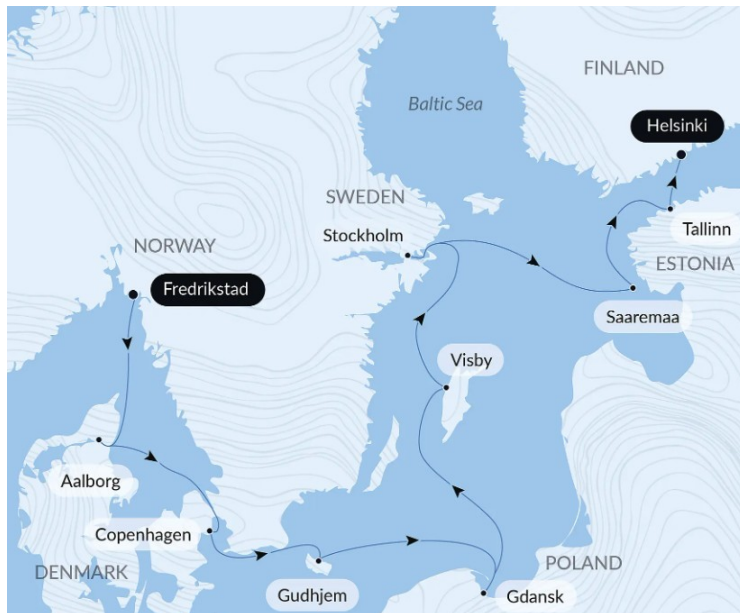 FINLAND
Baltic Sea
Helsinki
SWEDEN
Tallinn
Stockholm
NORWAY
ESTONIA
Fredrikstad
Saaremaa
Visby
Aalborg
Copenhagen
POLAND
DENMARK
Gudhjem
Gdansk